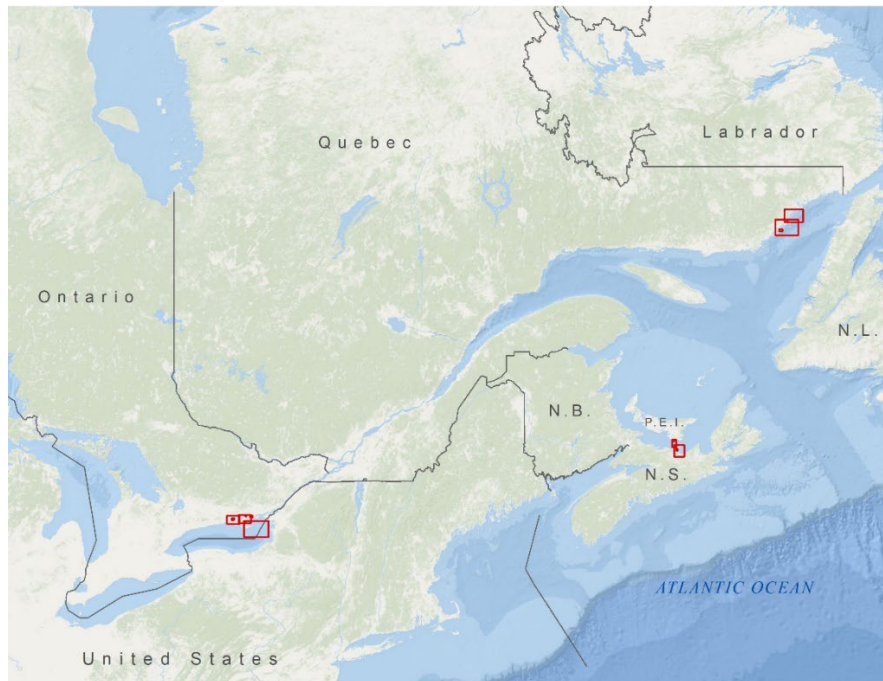 Labrador
Quebec
Ontario
N.L.
N.B.
P.E.I.
N.S.
ATLANTIC OCEAN
United States